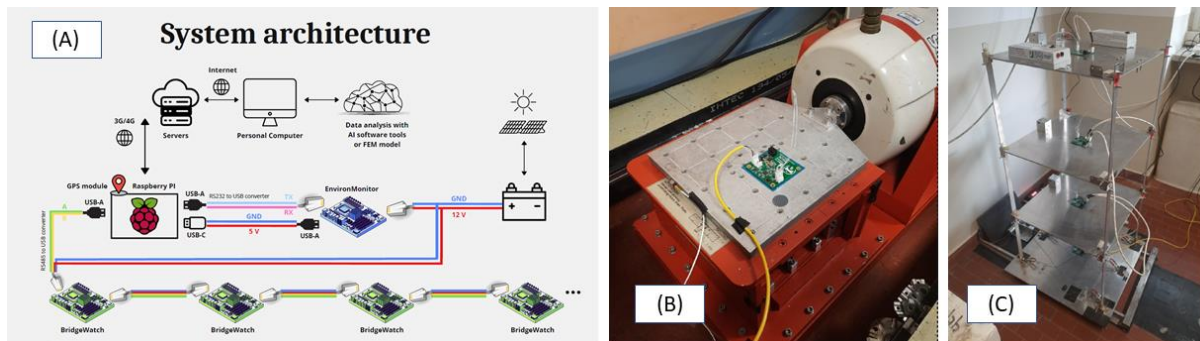 (A)
System architecture
Internet
3G/4G
Servers
Personal Computer
Data analysis with
AI software tools
or FEM model
GPS module
Raspberry PI
USB-A
A
USB-A
RS232 to USB converter
TX
RX
EnvironMonitor
GND
12 V
USB-C
GND
5 V
USB-A
RS485 to USB converter
BridgeWatch
BridgeWatch
BridgeWatch
BridgeWatch
...
(B)
(C)